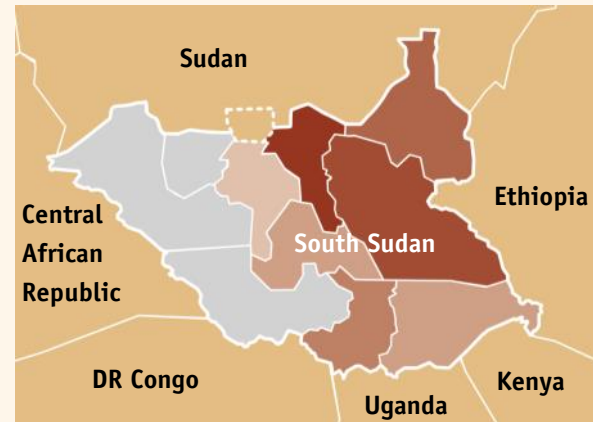 Sudan
Ethiopia
Central
African
Republic
South Sudan
DR Congo
Uganda
Kenya